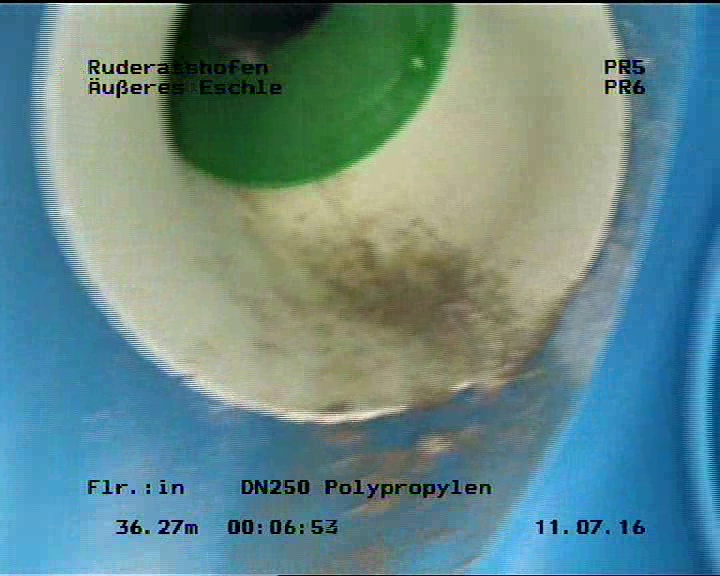 Ruderatshofen PR5
Äußeres Eschle PR6
Flr.:in DN250 Polypropylen
36.27m 00:06:53 11.07.16